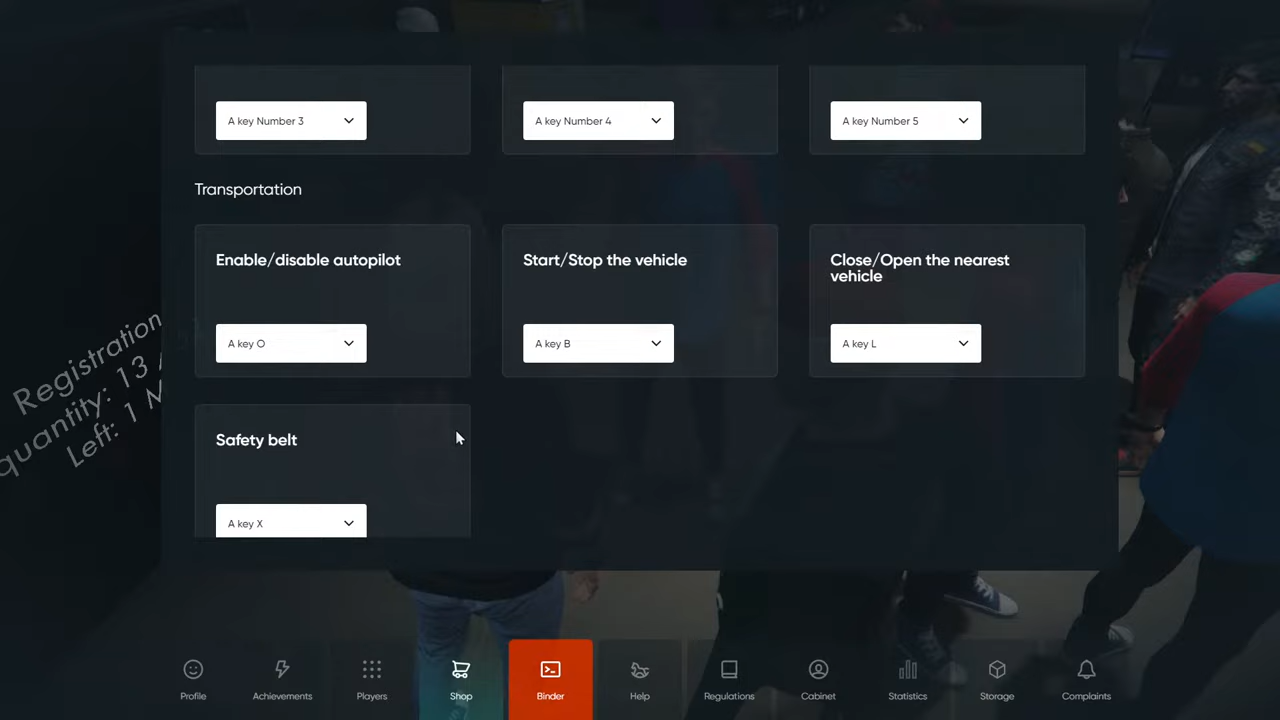 A key Number 3
A key Number 4
A key Number 5
Transportation
Enable/disable autopilot
Start/Stop the vehicle
Close/Open the nearest
vehicle
A key O
A key B
A key L
Registration
quantity: 13
Left: 1
Safety belt
A key X
Profile
Achievements
Players
Shop
Binder
Help
Regulations
Cabinet
Statistics
Storage
Complaints